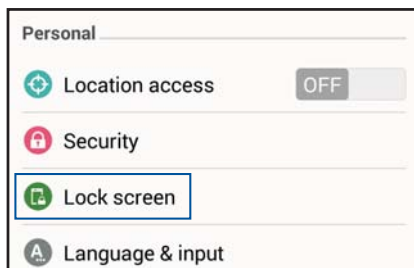 Personal
Location access OFF
Security
Lock screen
Language & input